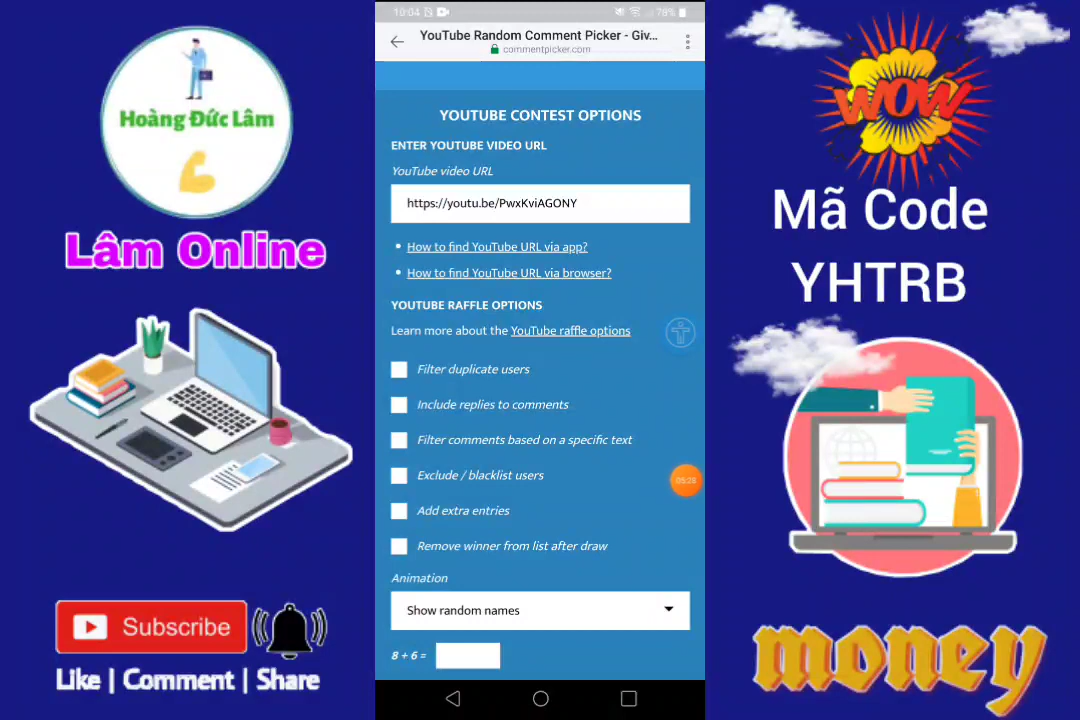 Hoàng Đức Lâm
Lâm Online
Subscribe
Like | Comment | Share
10:04
78%
YouTube Random Comment Picker - Giv...
commentpicker.com
YOUTUBE CONTEST OPTIONS
ENTER YOUTUBE VIDEO URL
YouTube video URL
https://youtu.be/PwxKviAGONY
How to find YouTube URL via app?
How to find YouTube URL via browser?
YOUTUBE RAFFLE OPTIONS
Learn more about the YouTube raffle options
Filter duplicate users
Include replies to comments
Filter comments based on a specific text
Exclude / blacklist users
05:28
Add extra entries
Remove winner from list after draw
Animation
Show random names
8 + 6 =
WOW
Mã Code
YHTRB
money